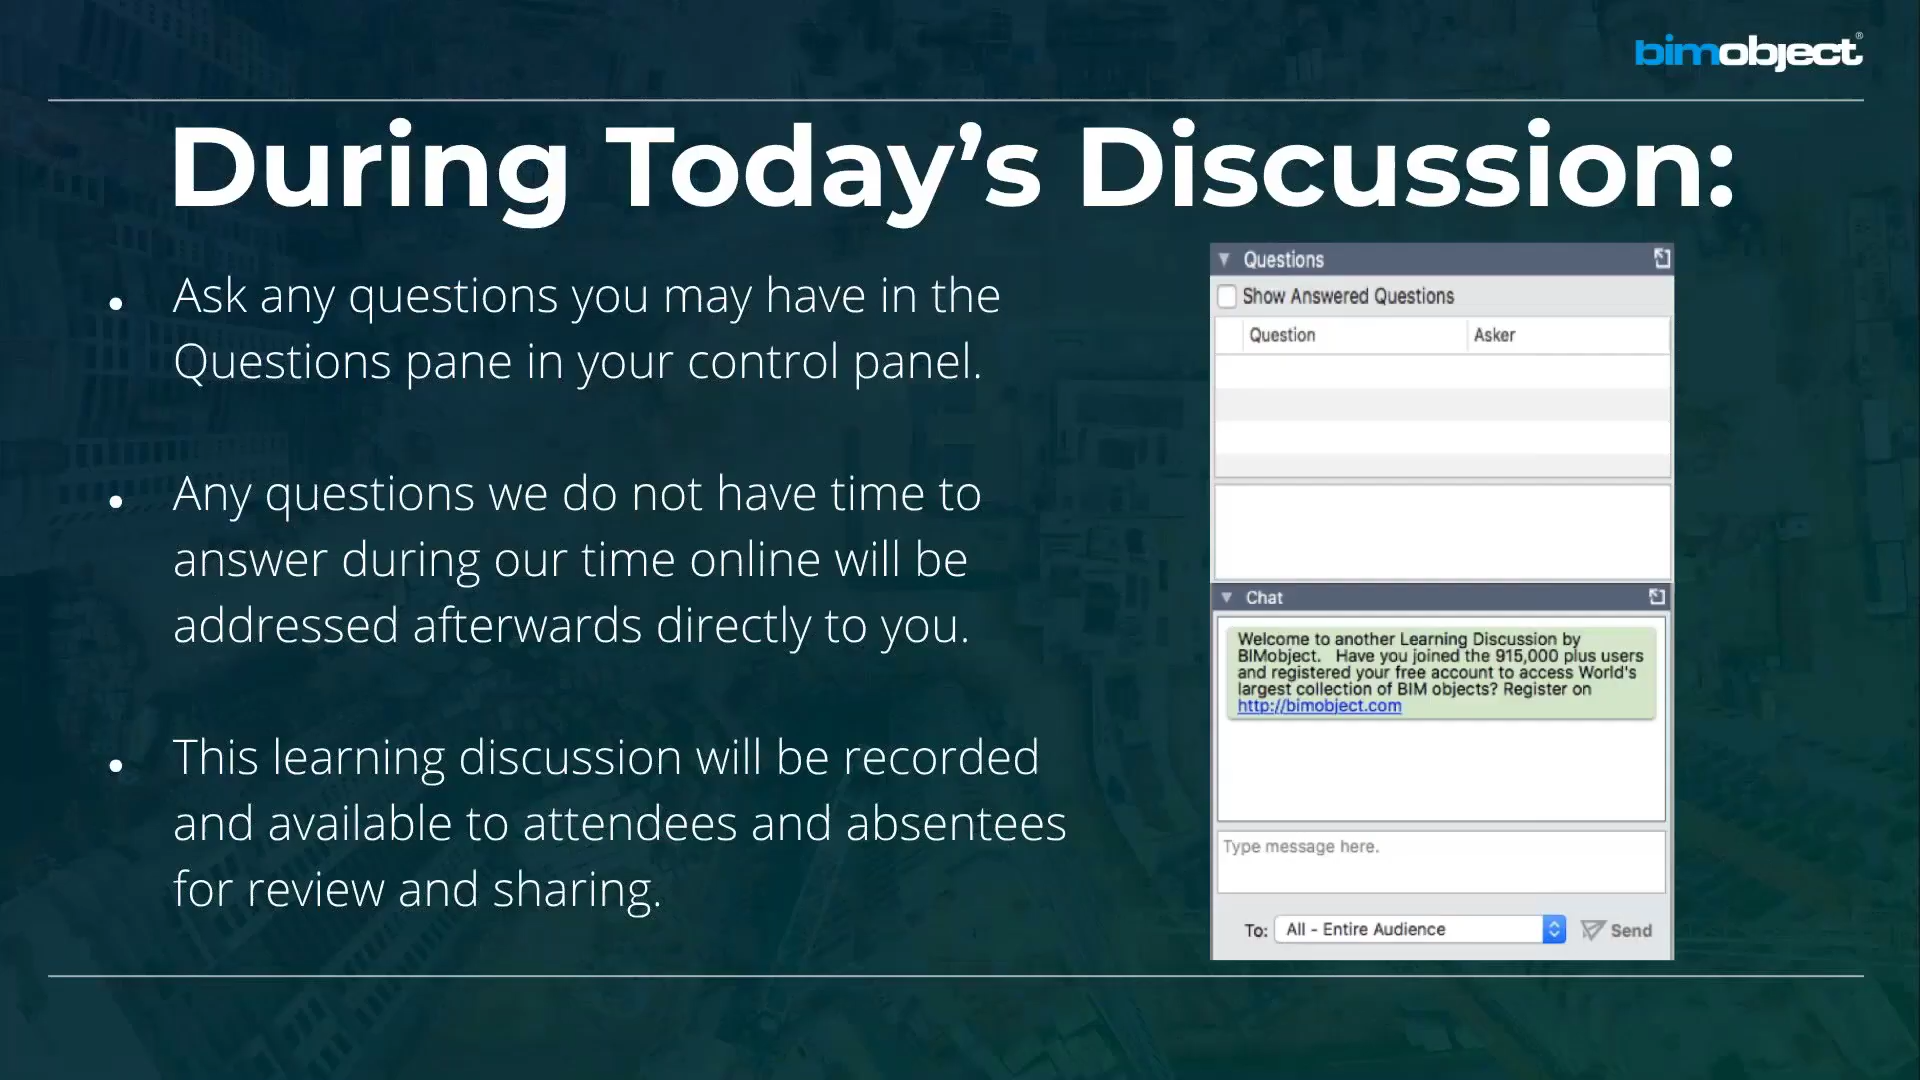 bimobject®
During Today’s Discussion:
• Ask any questions you may have in the
Questions pane in your control panel.
• Any questions we do not have time to
answer during our time online will be
addressed afterwards directly to you.
• This learning discussion will be recorded
and available to attendees and absentees
for review and sharing.
Questions
Show Answered Questions
Question Asker
Chat
Welcome to another Learning Discussion by
BIMobject. Have you joined the 915,000 plus users
and registered your free account to access World's
largest collection of BIM objects? Register on
http://bimobject.com
Type message here.
To: All - Entire Audience Send